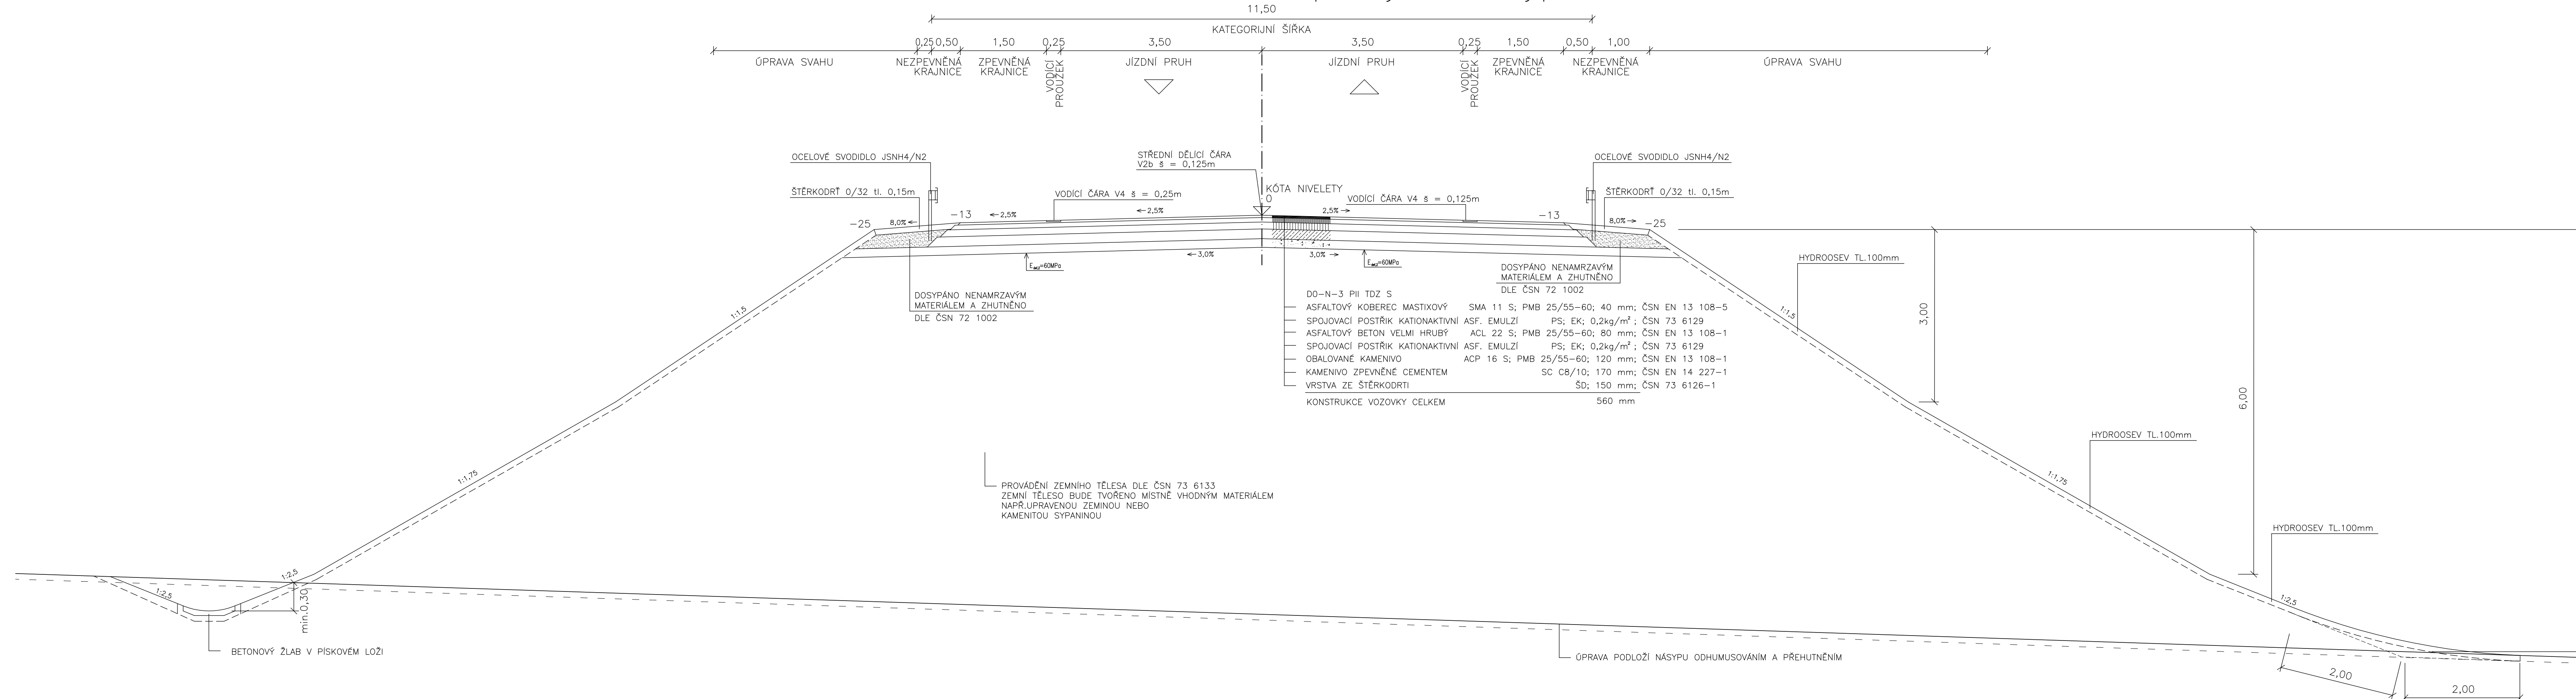 11,50
KATEGORIJNÍ ŠÍŘKA
0,25 0,50 1,50 0,25 3,50 3,50 0,25 1,50 0,50 1,00
ÚPRAVA SVAHU
NEZPEVNĚNÁ
KRAJNICE
ZPEVNĚNÁ
KRAJNICE
VODÍCÍ
PROUŽEK
JÍZDNÍ PRUH
JÍZDNÍ PRUH
VODÍCÍ
PROUŽEK
ZPEVNĚNÁ
KRAJNICE
NEZPEVNĚNÁ
KRAJNICE
ÚPRAVA SVAHU
OCELOVÉ SVODIDLO JSNH4/N2
STŘEDNÍ DĚLÍCÍ ČÁRA
V2b š = 0,125m
OCELOVÉ SVODIDLO JSNH4/N2
ŠTĚRKODRŤ 0/32 tl. 0,15m
VODÍCÍ ČÁRA V4 š = 0,25m
KÓTA NIVELETY
0
VODÍCÍ ČÁRA V4 š = 0,125m
ŠTĚRKODRŤ 0/32 tl. 0,15m
-25
8,0%
-13
2,5%
2,5%
2,5%
-13
8,0%
-25
3,0%
3,0%
=60MPa
=60MPa
DOSYPÁNO NENAMRZAVÝM
MATERIÁLEM A ZHUTNĚNO
DLE ČSN 72 1002
DOSYPÁNO NENAMRZAVÝM
MATERIÁLEM A ZHUTNĚNO
DLE ČSN 72 1002
HYDROOSEV TL.100mm
D0-N-3 PII TDZ S
ASFALTOVÝ KOBEREC MASTIXOVÝ SMA 11 S; PMB 25/55-60; 40 mm; ČSN EN 13 108-5
SPOJOVACÍ POSTŘIK KATIONAKTIVNÍ ASF. EMULZÍ PS; EK; 0,2kg/m²; ČSN 73 6129
ASFALTOVÝ BETON VELMI HRUBÝ ACL 22 S; PMB 25/55-60; 80 mm; ČSN EN 13 108-1
SPOJOVACÍ POSTŘIK KATIONAKTIVNÍ ASF. EMULZÍ PS; EK; 0,2kg/m²; ČSN 73 6129
OBALOVANÉ KAMENIVO ACP 16 S; PMB 25/55-60; 120 mm; ČSN EN 13 108-1
KAMENIVO ZPEVNĚNÉ CEMENTEM SC C8/10; 170 mm; ČSN EN 14 227-1
VRSTVA ZE ŠTĚRKODRTI ŠD; 150 mm; ČSN 73 6126-1
KONSTRUKCE VOZOVKY CELKEM 560 mm
1:1,5
1:1,5
3,00
6,00
1:1,75
1:1,75
HYDROOSEV TL.100mm
PROVÁDĚNÍ ZEMNÍHO TĚLESA DLE ČSN 73 6133
ZEMNÍ TĚLESO BUDE TVOŘENO MÍSTNĚ VHODNÝM MATERIÁLEM
NAPŘ.UPRAVENOU ZEMINOU NEBO
KAMENITOU SYPANINOU
HYDROOSEV TL.100mm
1:2,5
1:2,5
min.0,30
1:2,5
BETONOVÝ ŽLAB V PÍSKOVÉM LOŽI
ÚPRAVA PODLOŽÍ NÁSYPU ODHUMUSOVÁNÍM A PŘEHUTNĚNÍM
2,00
2,00